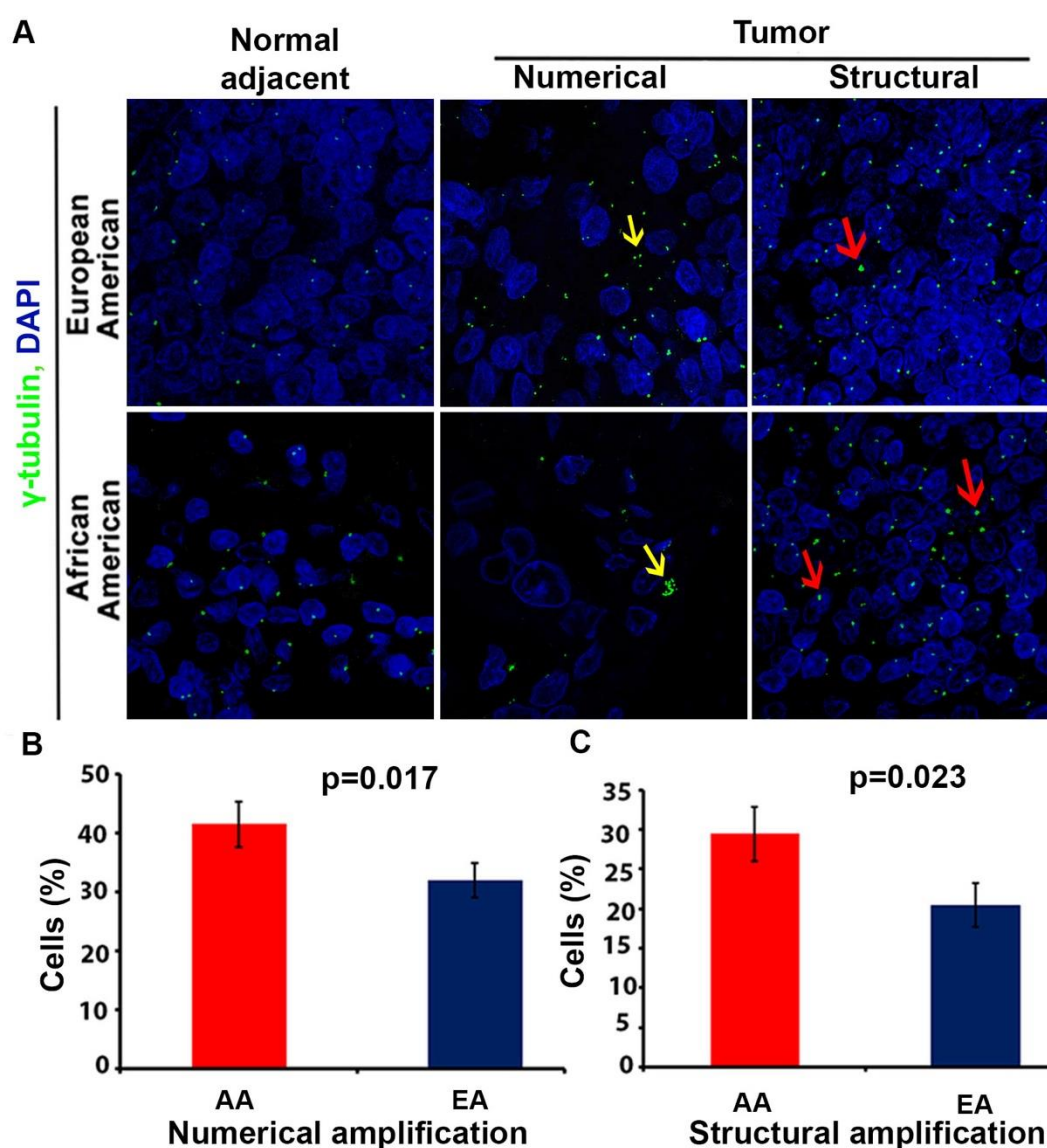 A
Normal
adjacent
Tumor
Numerical
Structural
γ-tubulin, DAPI
European
American
African
American
B
p=0.017
Cells (%)
50
40
30
20
10
0
AA
EA
Numerical amplification
C
p=0.023
Cells (%)
35
30
25
20
15
10
5
0
AA
EA
Structural amplification